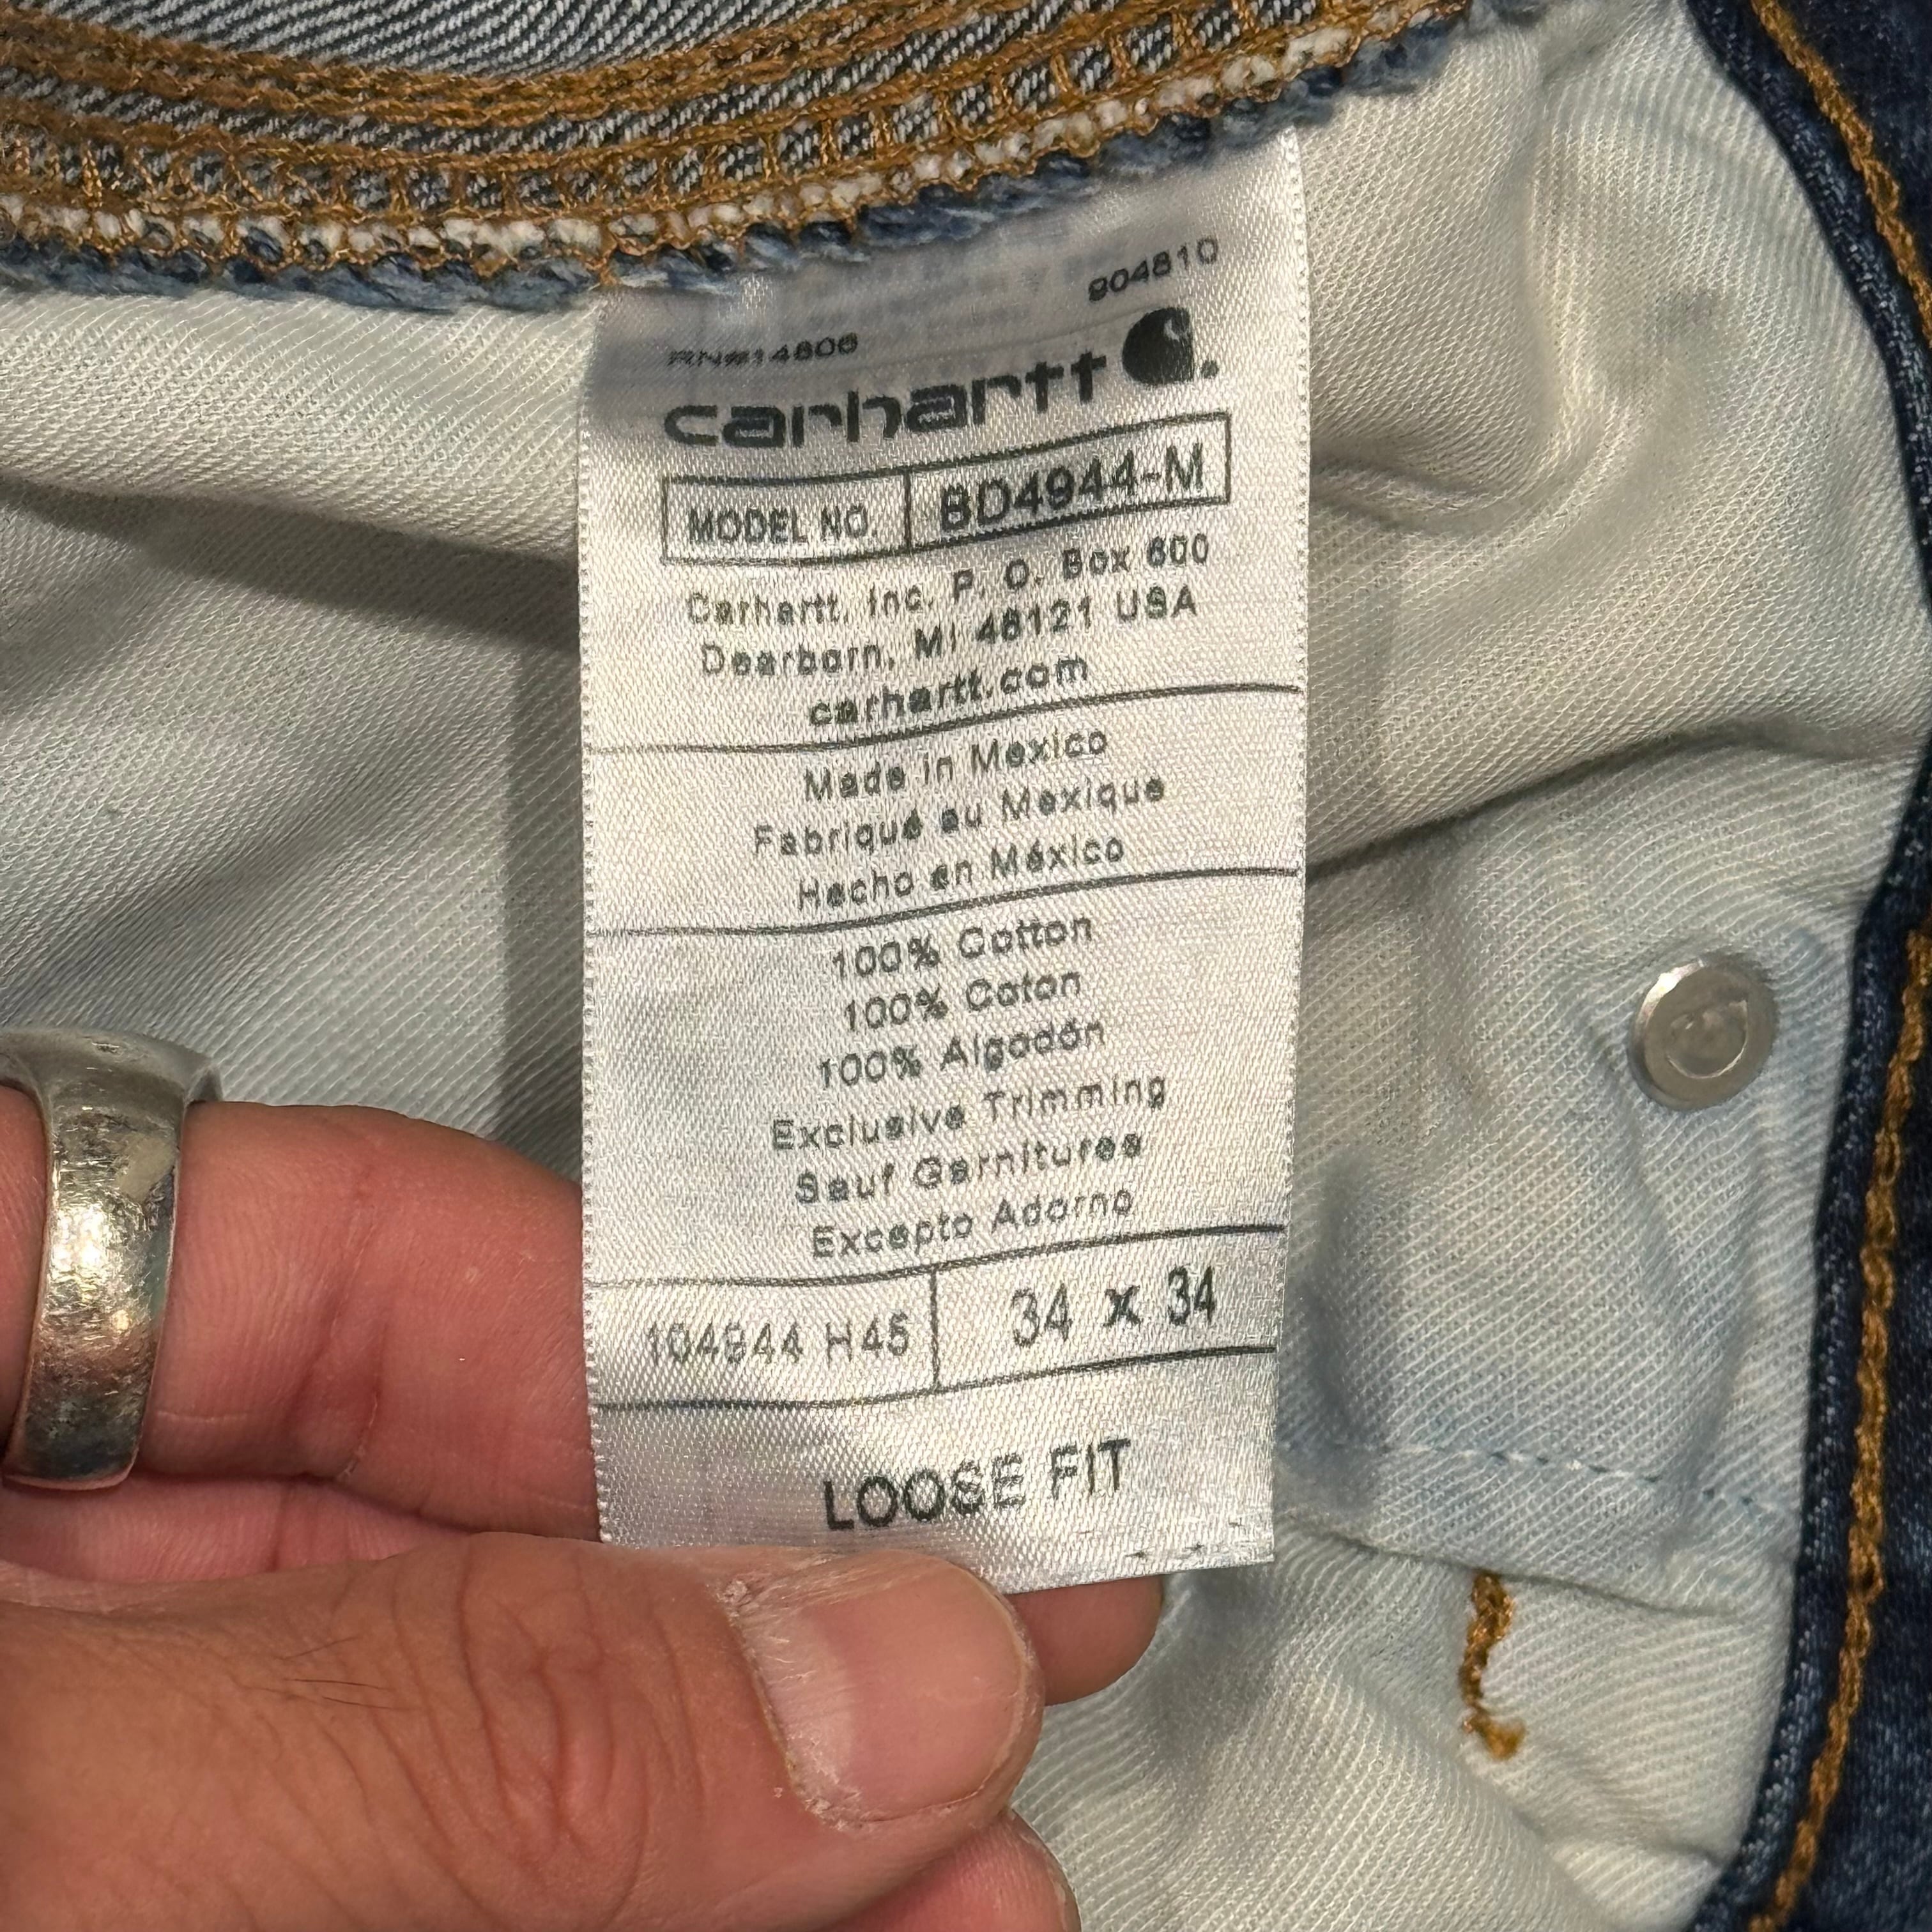 904810
RN#14806
carhartt
MODEL NO. BD4944-M
Carhartt, Inc. P. O. Box 600
Dearborn, MI 48121 USA
carhartt.com
Made in Mexico
Fabriqué au Mexique
Hecho en México
100% Cotton
100% Coton
100% Algodón
Exclusive Trimming
Sauf Garnitures
Excepto Adorno
104944 H45 34 x 34
LOOSE FIT